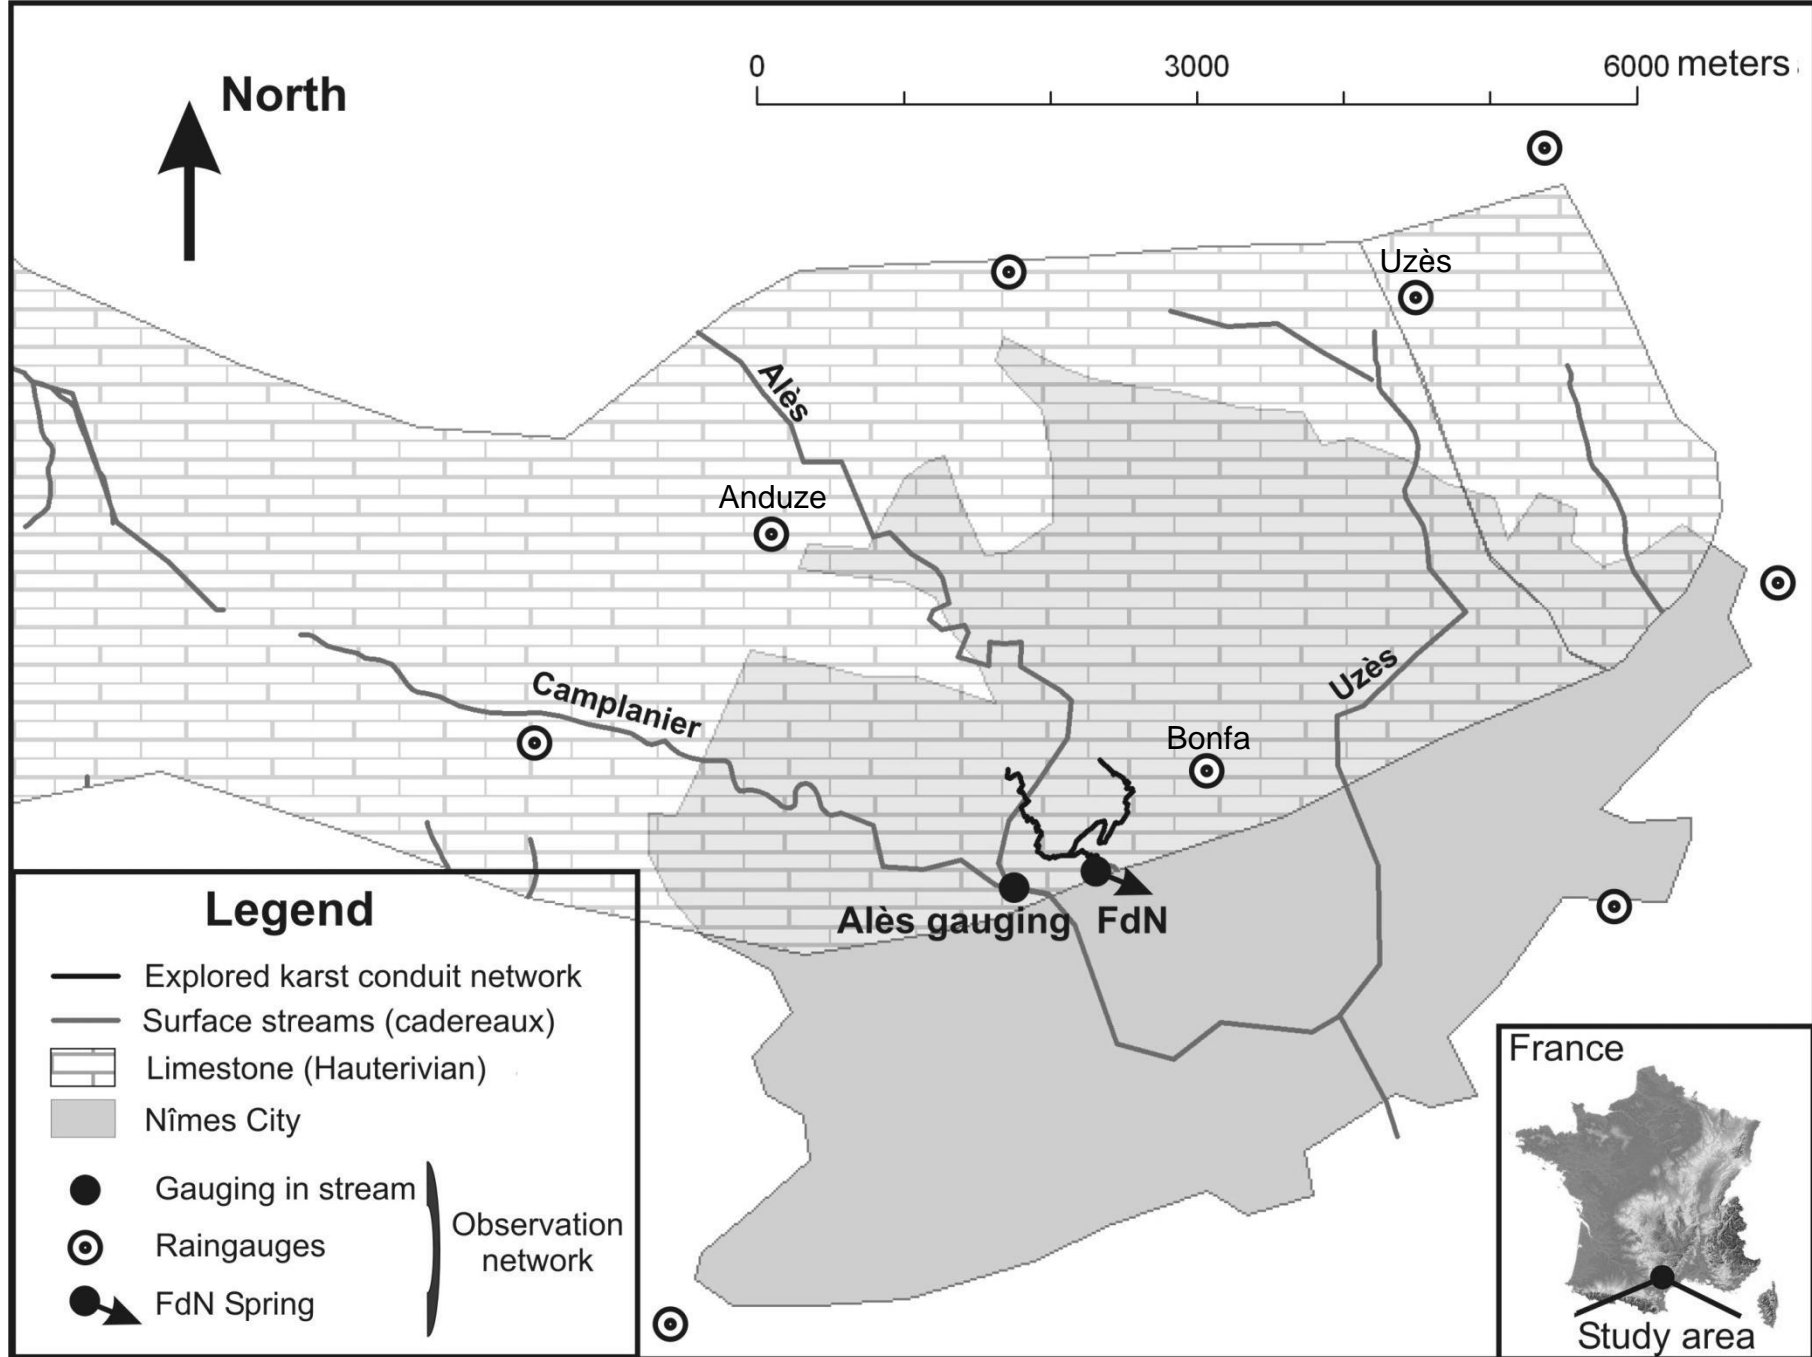 0 3000 6000 meters
North
Uzès
Alès
Anduze
Camplanier
Uzès
Bonfa
Alès gauging FdN
Legend
Explored karst conduit network
Surface streams (cadereaux)
Limestone (Hauterivian)
Nîmes City
Gauging in stream
Raingauges
FdN Spring
Observation
network
France
Study area